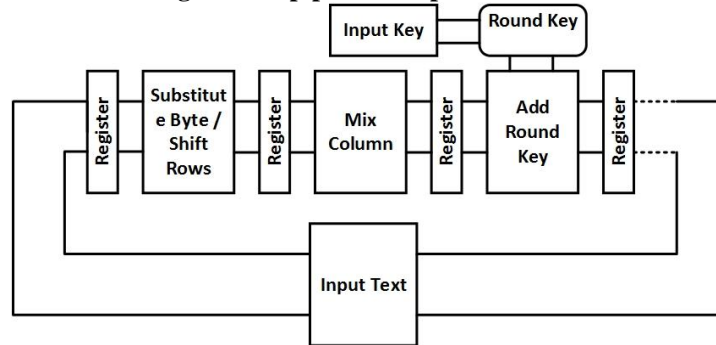 Input Key
Round Key
Register
Substitut
e Byte /
Shift
Rows
Register
Mix
Column
Register
Add
Round
Key
Register
Input Text